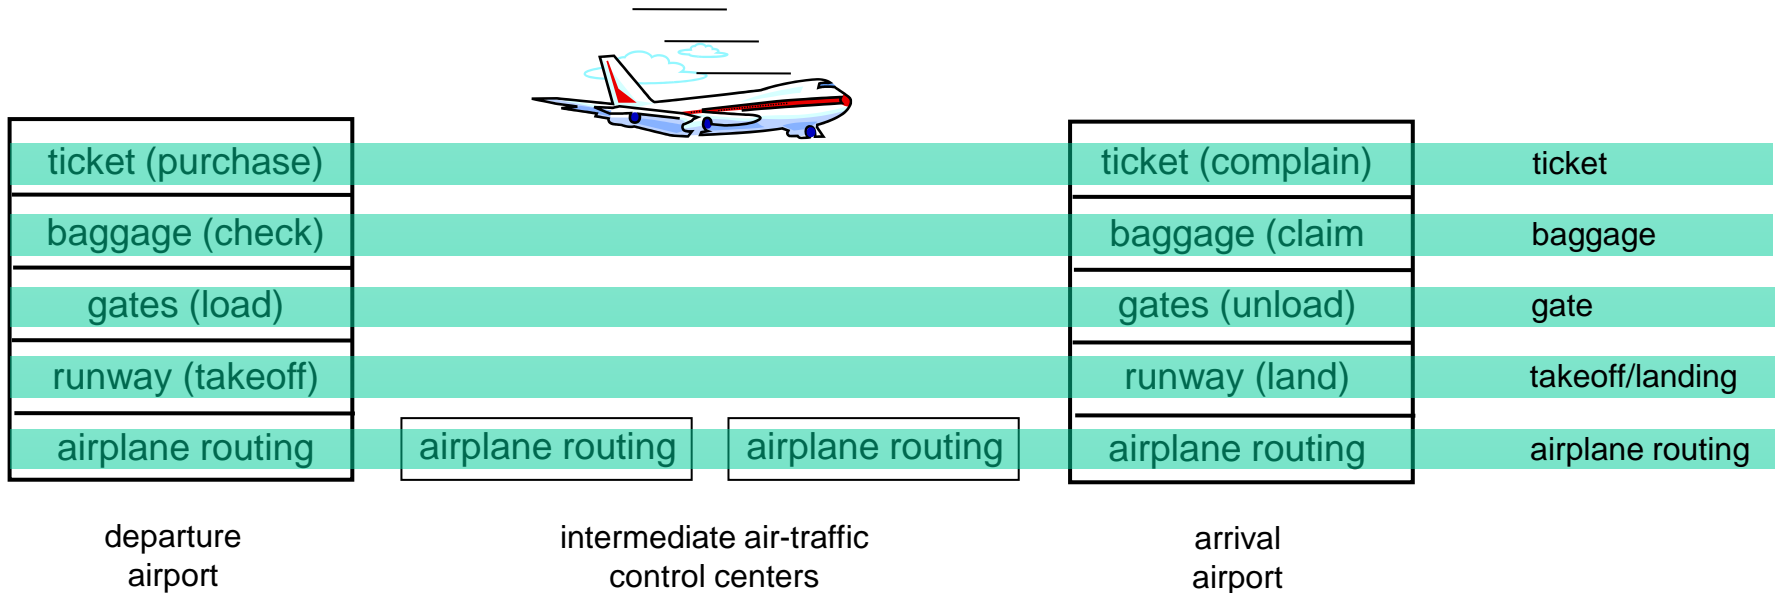 ticket (purchase) ticket (complain) ticket
baggage (check) baggage (claim baggage
gates (load) gates (unload) gate
runway (takeoff) runway (land) takeoff/landing
airplane routing airplane routing airplane routing airplane routing airplane routing
departure intermediate air-traffic arrival
airport control centers airport